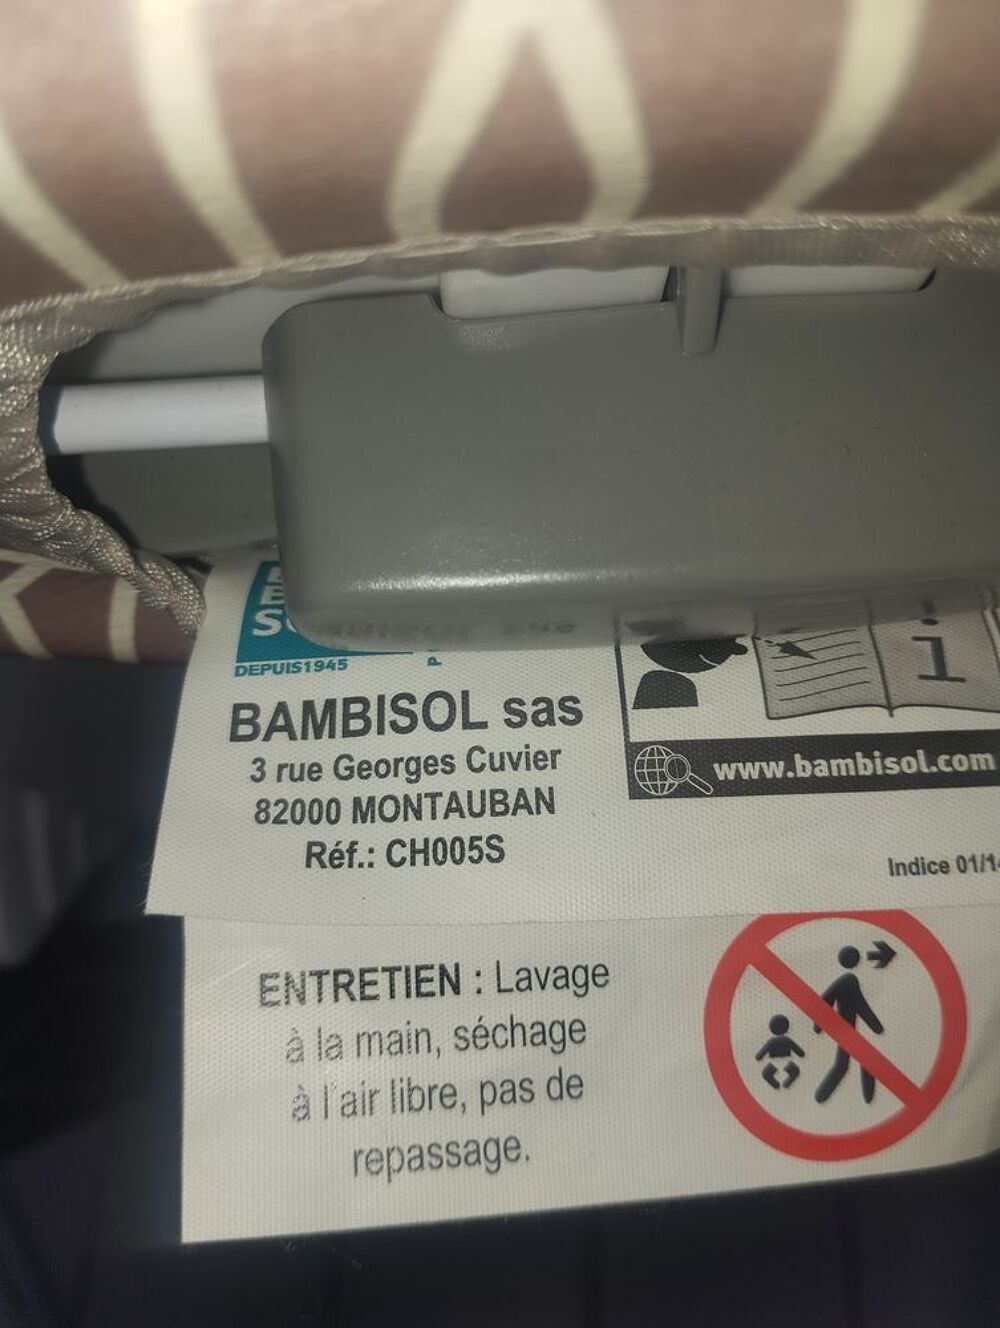 DEPUIS1945
BAMBISOL sas
3 rue Georges Cuvier
82000 MONTAUBAN
Réf.: CH005S
i
www.bambisol.com
Indice 01/14
ENTRETIEN : Lavage
à la main, séchage
à l'air libre, pas de
repassage.